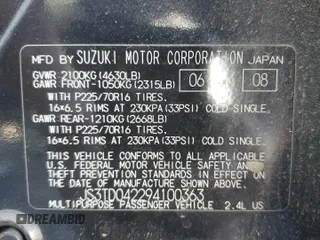 MFD BY SUZUKI MOTOR CORPORATION, JAPAN
GVWR 2100KG(4630LB) 06 08
GAWR FRONT-1050KG(2315LB)
WITH P225/70R16 TIRES.
16×6.5 RIMS AT 230KPA(33PSI) COLD-SINGLE.
GAWR REAR-1210KG(2668LB)
WITH P225/70R16 TIRES.
16×6.5 RIMS AT 230KPA(33PSI) COLD SINGLE.
THIS VEHICLE CONFORMS TO ALL APPLICABLE
U.S. FEDERAL MOTOR VEHICLE SAFETY AND
THEFT PREVENTION STANDARDS IN EFFECT ON
THE DATE OF MANUFACTURE SHOWN ABOVE.
JS3TD042294100363
MULTIPURPOSE PASSENGER VEHICLE 2.4L US
DREAMBID